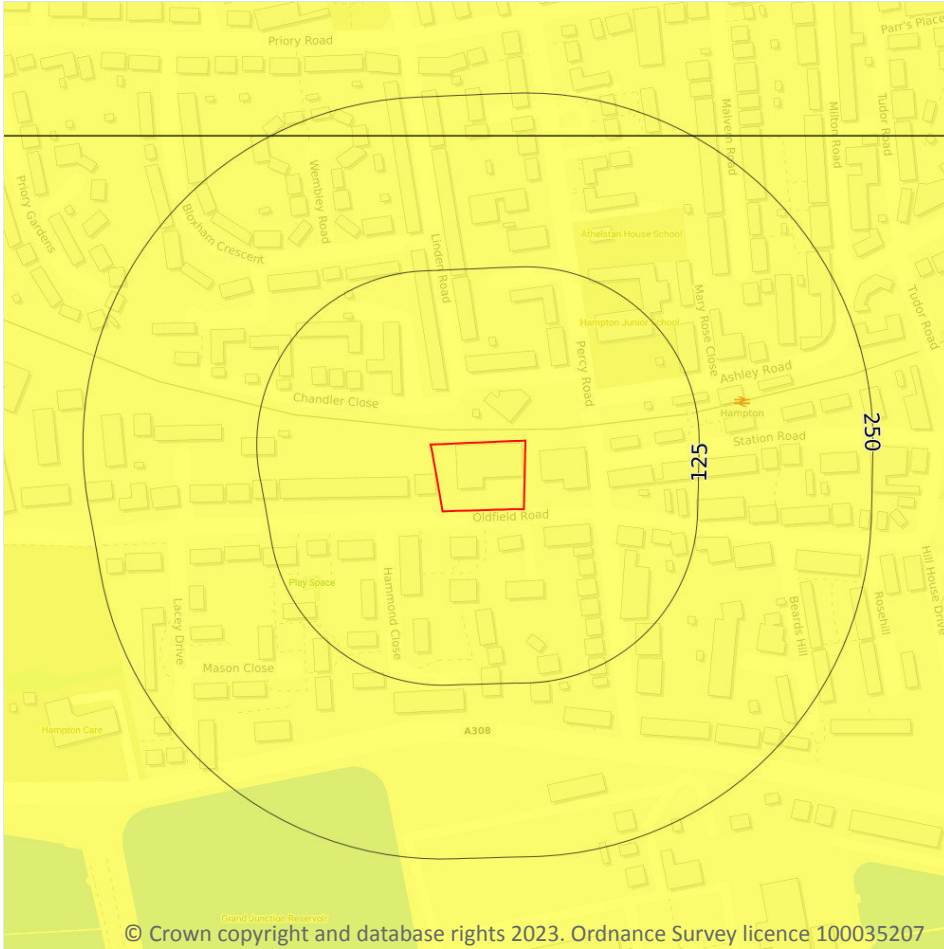 Priory Road
Parr's Place
Malvern Road
Milton Road
Tudor Road
Priory Gardens
Wembley Road
Bloxham Crescent
Linden Road
Athelstan House School
Hampton Junior School
Mary Rose Close
Tudor Road
Percy Road
Ashley Road
Chandler Close
Hampton
Station Road
250
125
Oldfield Road
Play Space
Hammond Close
Lacey Drive
Beards Hill
Rosehill
Hill House Drive
Mason Close
Hampton Care
A308
Grand Junction Reservoir
© Crown copyright and database rights 2023. Ordnance Survey licence 100035207